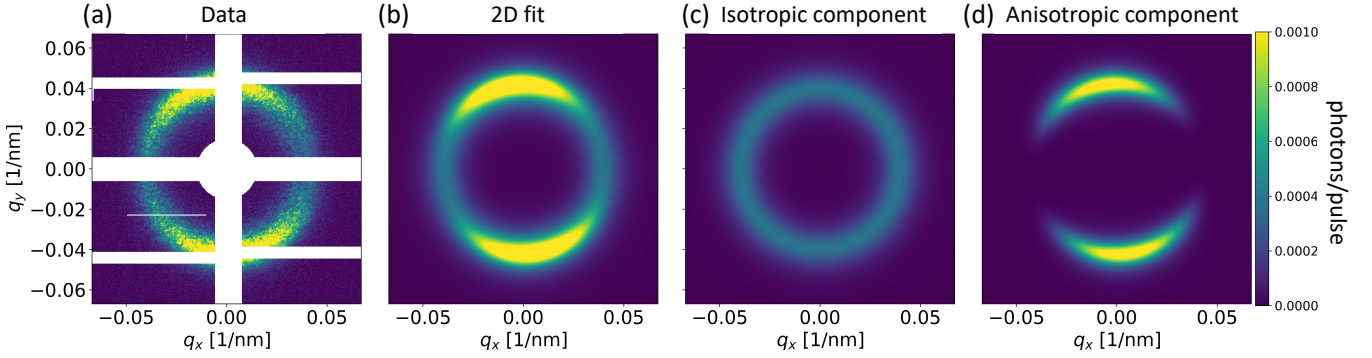 (a) Data
(b) 2D fit
(c) Isotropic component
(d) Anisotropic component
0.06
0.04
0.02
0.00
−0.02
−0.04
−0.06
q_y [1/nm]
−0.05 0.00 0.05
q_x [1/nm]
−0.05 0.00 0.05
q_x [1/nm]
−0.05 0.00 0.05
q_x [1/nm]
−0.05 0.00 0.05
q_x [1/nm]
0.0010
0.0008
0.0006
0.0004
0.0002
0.0000
photons/pulse